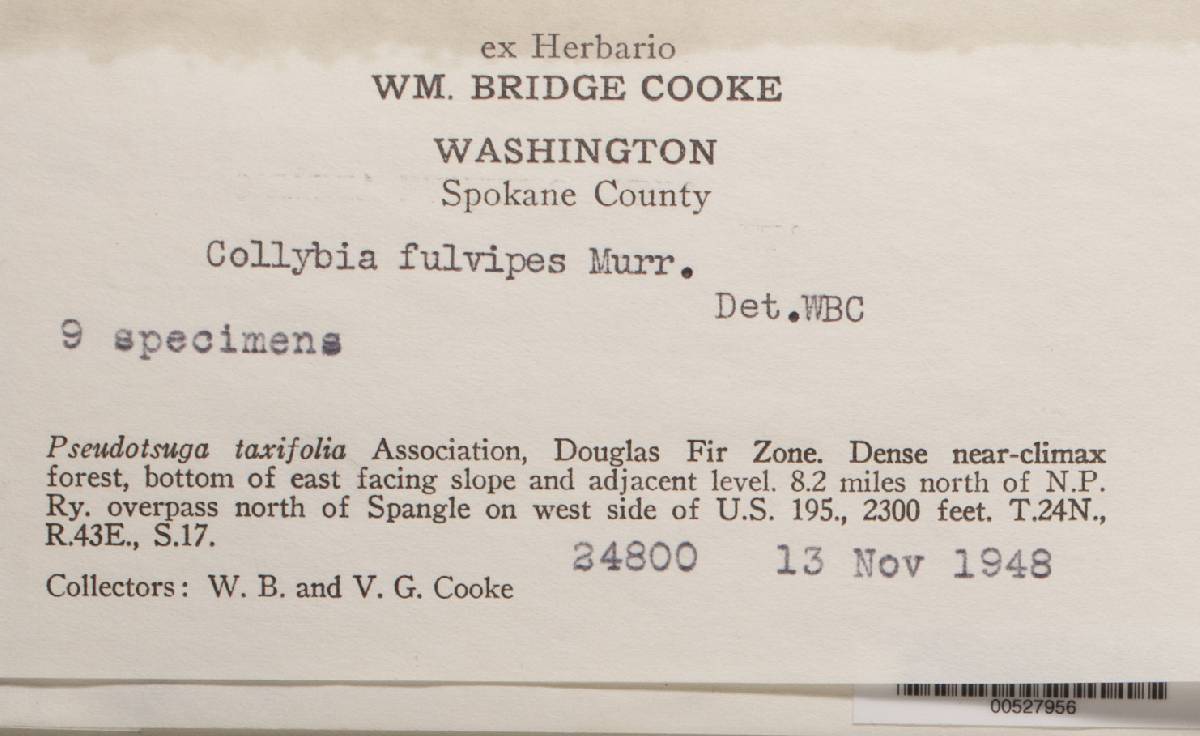 ex Herbario
WM. BRIDGE COOKE
WASHINGTON
Spokane County
Collybia fulvipes Murr.
Det.WBC
9 specimens
Pseudotsuga taxifolia Association, Douglas Fir Zone. Dense near-climax
forest, bottom of east facing slope and adjacent level. 8.2 miles north of N.P.
Ry. overpass north of Spangle on west side of U.S. 195., 2300 feet. T.24N.,
R.43E., S.17.
24800 13 Nov 1948
Collectors: W. B. and V. G. Cooke
00527956